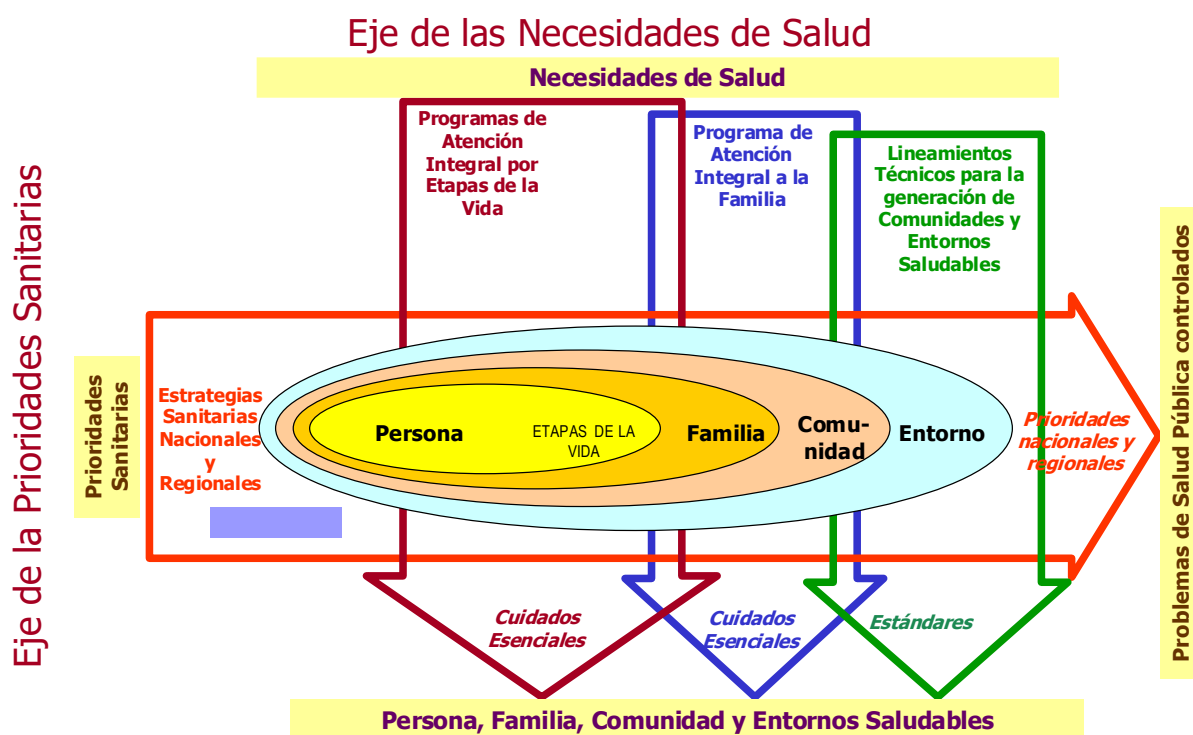 Eje de las Necesidades de Salud
Necesidades de Salud
Programas de
Atención
Integral por
Etapas de la
Vida
Programa de
Atención
Integral a la
Familia
Lineamientos
Técnicos para la
generación de
Comunidades y
Entornos
Saludables
Eje de la Prioridades Sanitarias
Prioridades
Sanitarias
Estrategias
Sanitarias
Nacionales
y
Regionales
Persona
ETAPAS DE LA
VIDA
Familia
Comu-
nidad
Entorno
Prioridades
nacionales y
regionales
Problemas de Salud Pública controlados
Cuidados
Esenciales
Cuidados
Esenciales
Estándares
Persona, Familia, Comunidad y Entornos Saludables